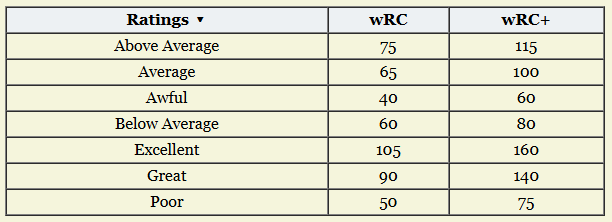 Ratings ▼ wRC wRC+
Above Average 75 115
Average 65 100
Awful 40 60
Below Average 60 80
Excellent 105 160
Great 90 140
Poor 50 75